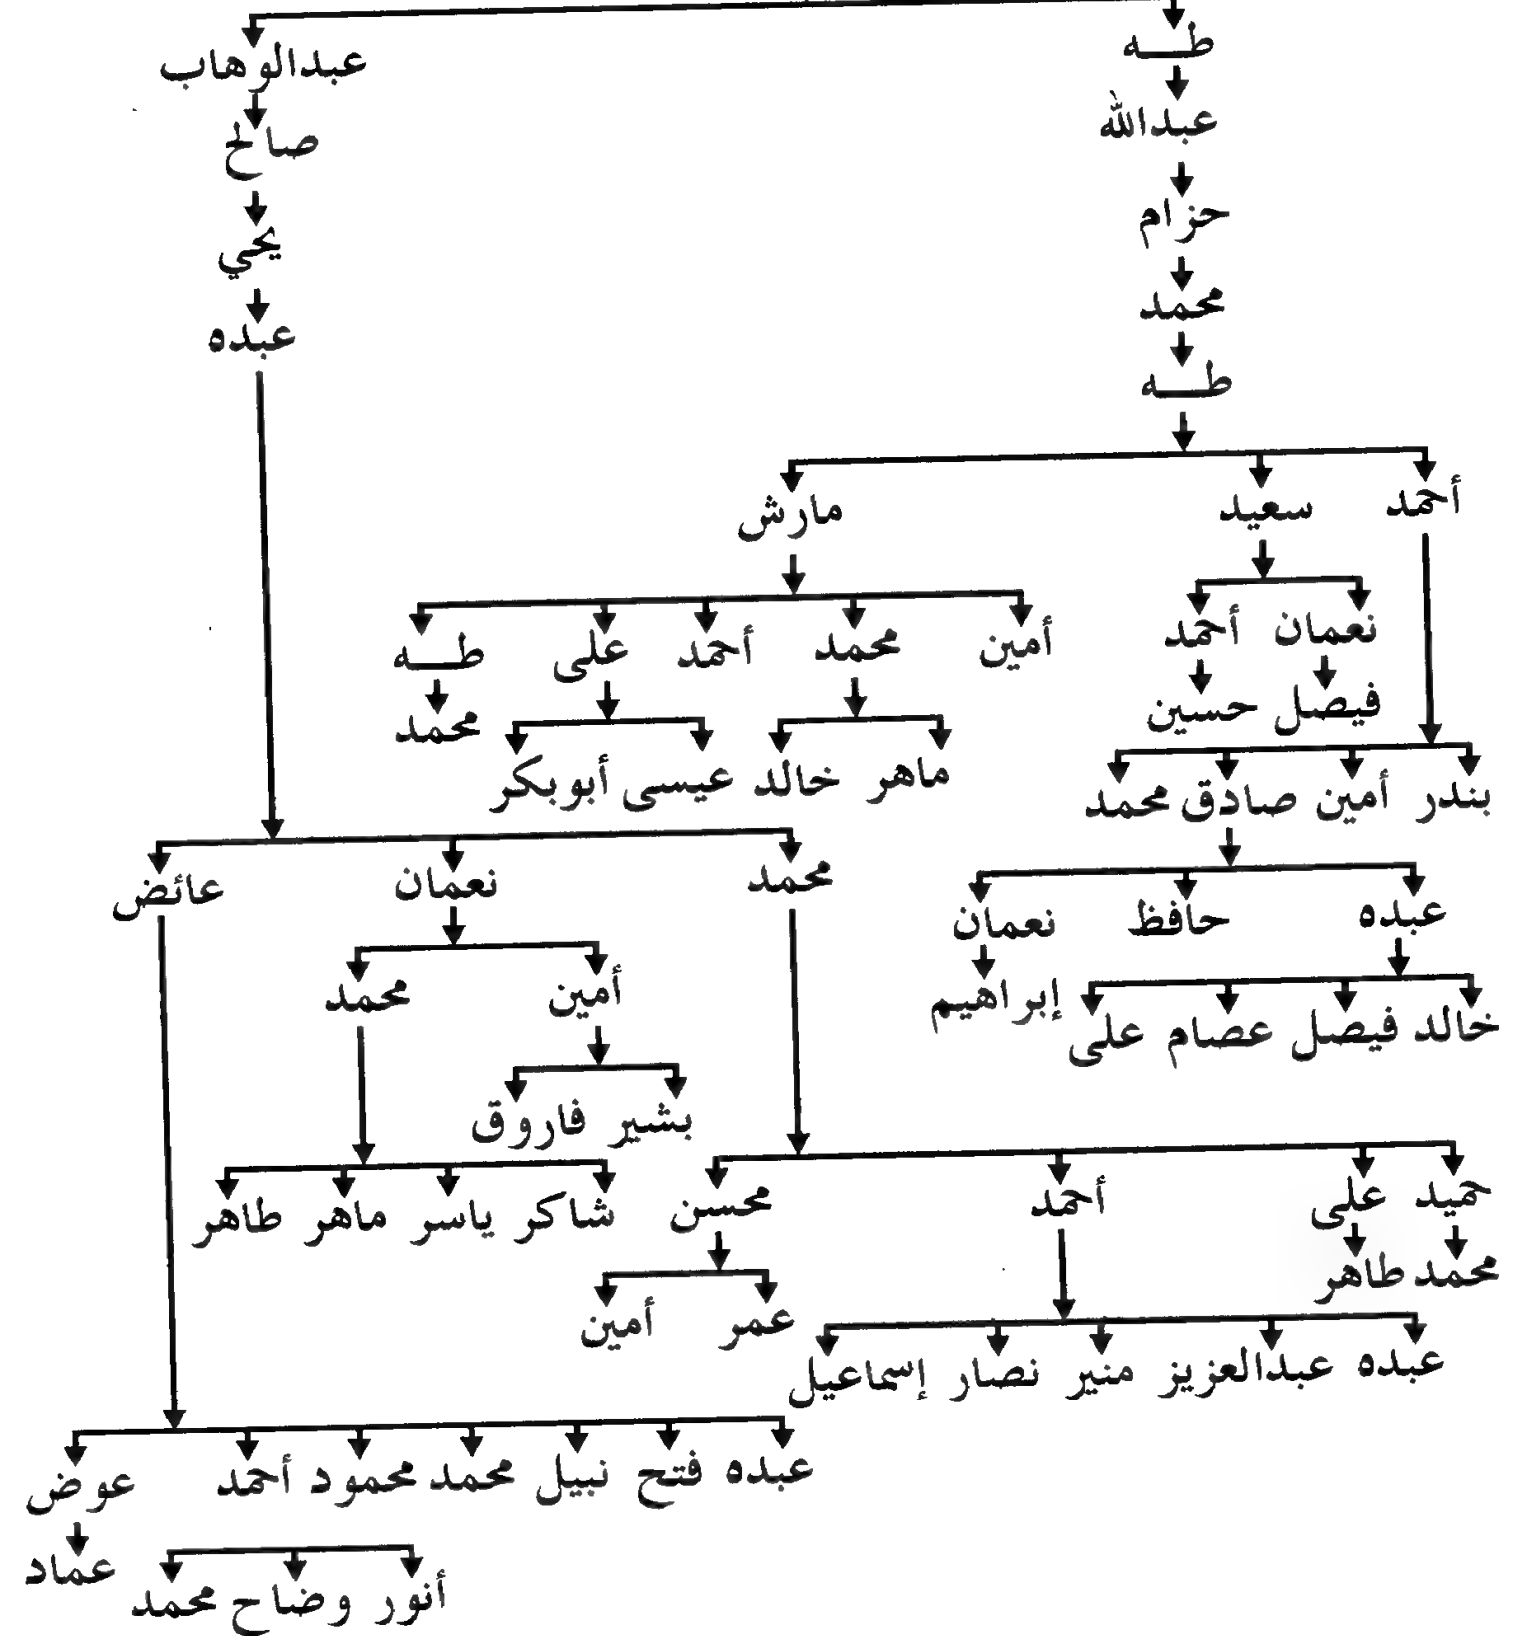 طــه عبدالوهاب
عبدالله صالح
حزام يحي
محمد عبده
طــه
أحمد سعيد مارش
نعمان أحمد أمين محمد أحمد على طــه
فيصل حسين محمد
بندر أمين صادق محمد ماهر خالد عيسى أبوبكر
محمد نعمان عائض
عبده حافظ نعمان
أمين محمد إبراهيم
خالد فيصل عصام على
بشير فاروق
حميد على أحمد محسن شاكر ياسر ماهر طاهر
محمد طاهر
عمر أمين
عبده عبدالعزيز منير نصار إسماعيل
عبده فتح نبيل محمد محمود أحمد عوض
عماد
أنور وضاح محمد